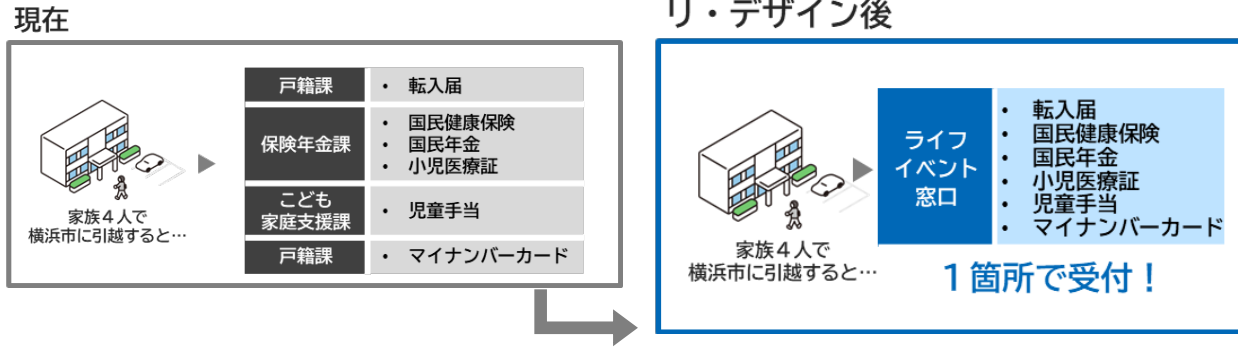 現在
戸籍課
・ 転入届
保険年金課
・ 国民健康保険
・ 国民年金
・ 小児医療証
こども
家庭支援課
・ 児童手当
戸籍課
・ マイナンバーカード
家族４人で
横浜市に引越すると…
リ・デザイン後
ライフ
イベント
窓口
・ 転入届
・ 国民健康保険
・ 国民年金
・ 小児医療証
・ 児童手当
・ マイナンバーカード
家族４人で
横浜市に引越すると…
１箇所で受付！